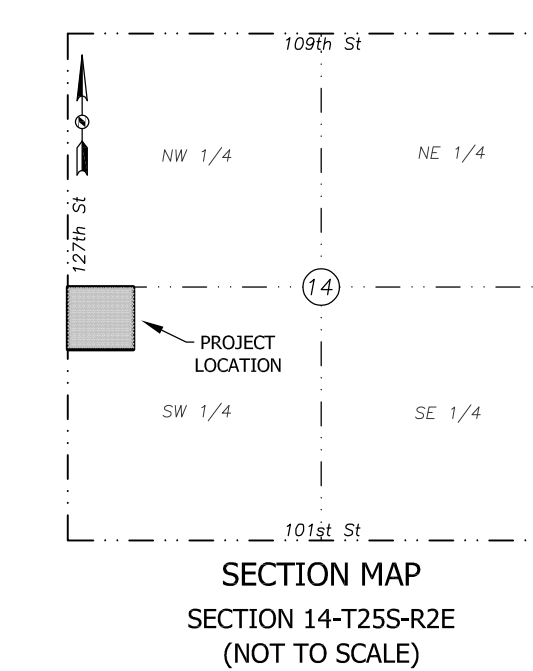 109th St
NW 1/4
NE 1/4
127th St
14
PROJECT
LOCATION
SW 1/4
SE 1/4
101st St
SECTION MAP
SECTION 14-T25S-R2E
(NOT TO SCALE)